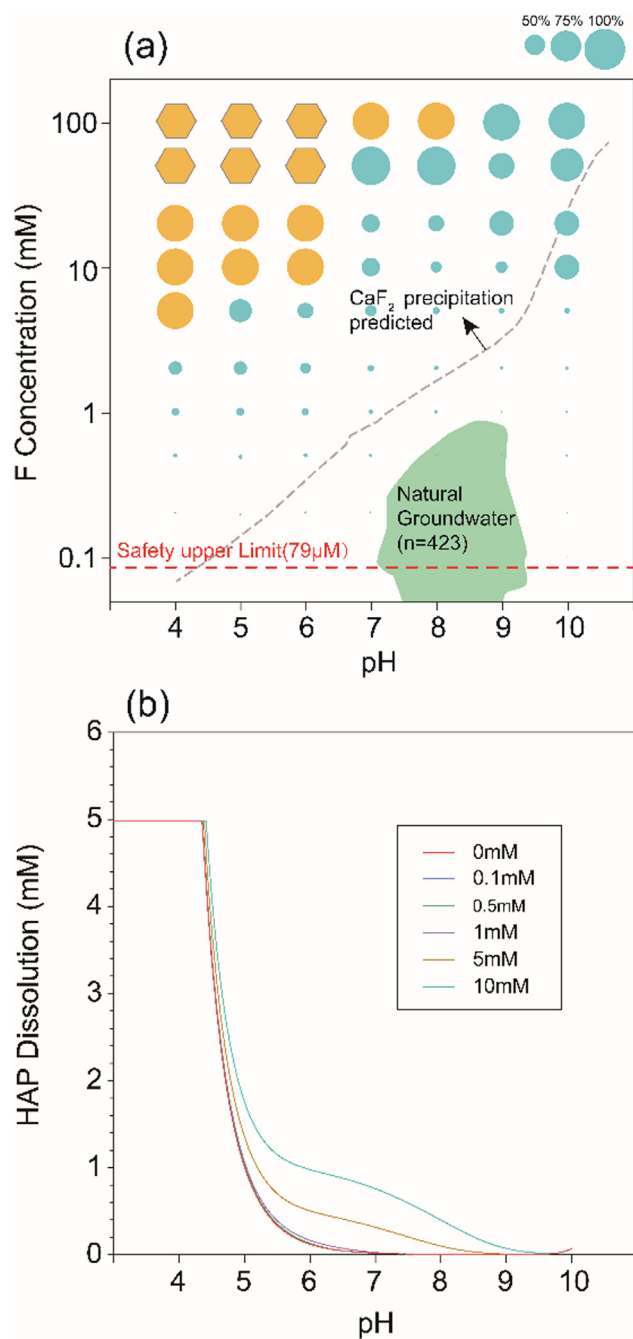 (a)
50% 75% 100%
F Concentration (mM)
100
10
1
0.1
CaF₂ precipitation
predicted
Natural
Groundwater
(n=423)
Safety upper Limit(79μM)
4 5 6 7 8 9 10
pH
(b)
HAP Dissolution (mM)
6
5
4
3
2
1
0
0mM
0.1mM
0.5mM
1mM
5mM
10mM
4 5 6 7 8 9 10
pH